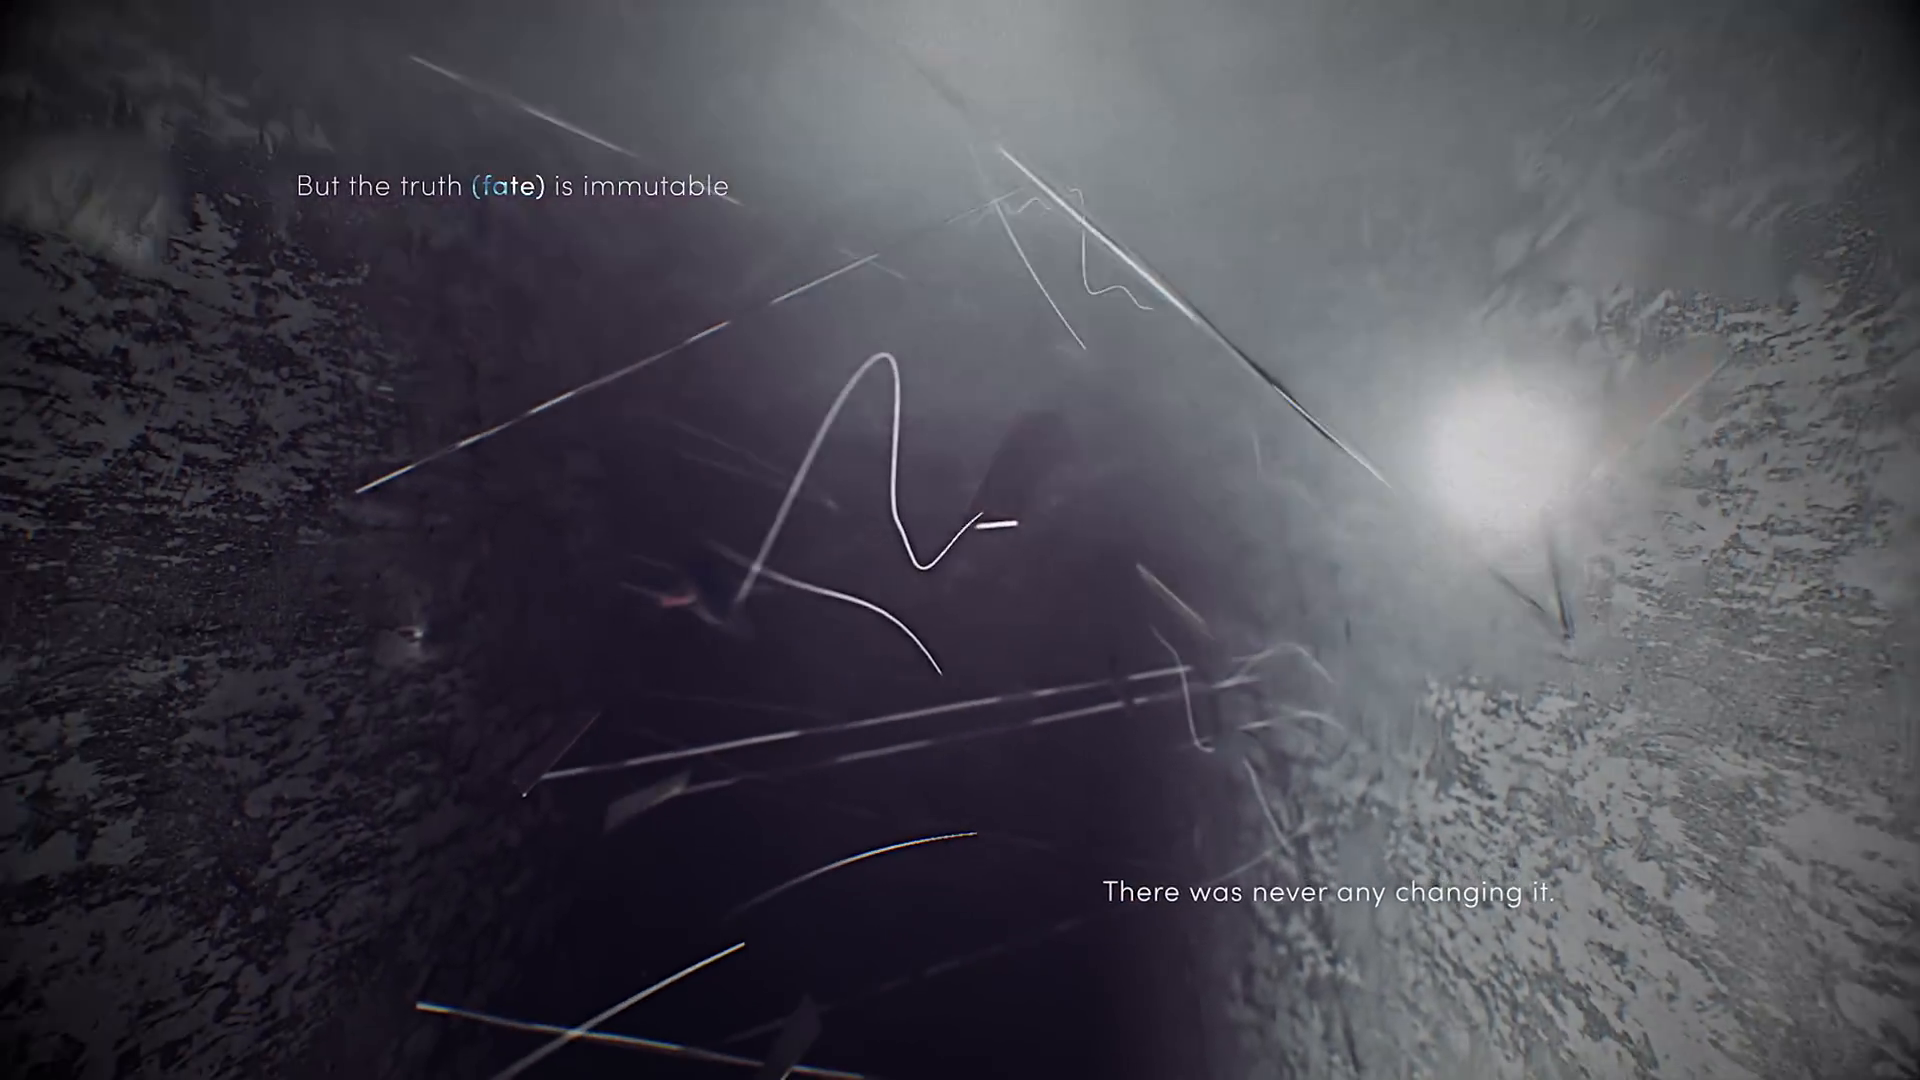 But the truth (fate) is immutable
There was never any changing it.